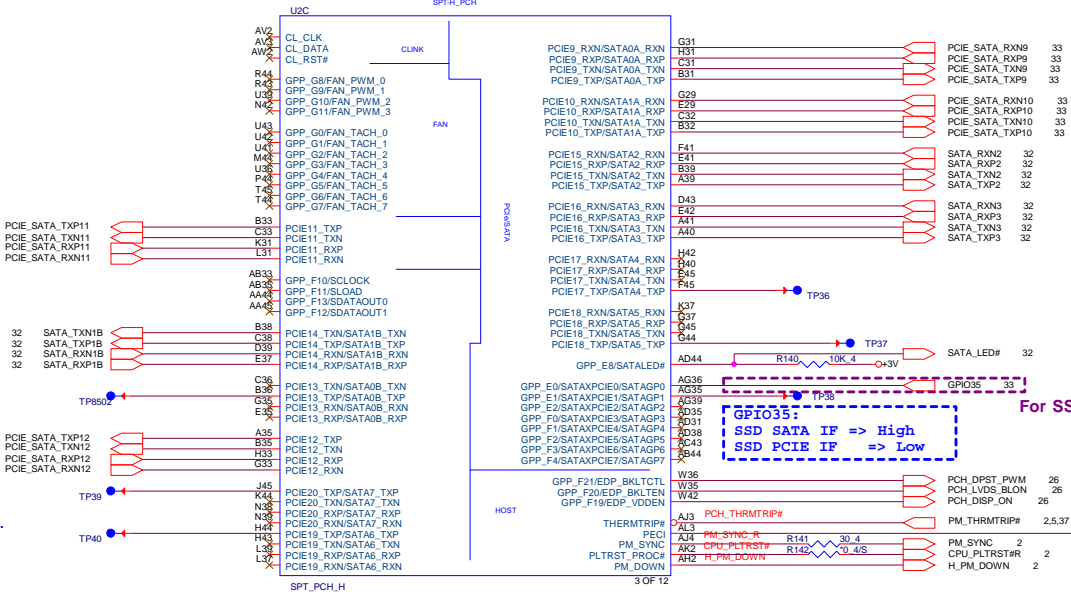 SPT-H_PCH
U2C
AV2 CL_CLK
AV3 CL_DATA
AW2 CL_RST#
CLINK
R44 GPP_G8/FAN_PWM_0
R43 GPP_G9/FAN_PWM_1
U39 GPP_G10/FAN_PWM_2
N42 GPP_G11/FAN_PWM_3
FAN
U43 GPP_G0/FAN_TACH_0
U42 GPP_G1/FAN_TACH_1
U41 GPP_G2/FAN_TACH_2
M44 GPP_G3/FAN_TACH_3
U36 GPP_G4/FAN_TACH_4
P44 GPP_G5/FAN_TACH_5
T45 GPP_G6/FAN_TACH_6
T44 GPP_G7/FAN_TACH_7
PCIE_SATA_TXP11 B33 PCIE11_TXP
PCIE_SATA_TXN11 C33 PCIE11_TXN
PCIE_SATA_RXP11 K31 PCIE11_RXP
PCIE_SATA_RXN11 L31 PCIE11_RXN
AB33 GPP_F10/SCLOCK
AB35 GPP_F11/SLOAD
AA44 GPP_F13/SDATAOUT0
AA45 GPP_F12/SDATAOUT1
32 SATA_TXN1B B38 PCIE14_TXN/SATA1B_TXN
32 SATA_TXP1B C38 PCIE14_TXP/SATA1B_TXP
32 SATA_RXN1B D39 PCIE14_RXN/SATA1B_RXN
32 SATA_RXP1B E37 PCIE14_RXP/SATA1B_RXP
C36 PCIE13_TXN/SATA0B_TXN
TP8502 B36 PCIE13_TXP/SATA0B_TXP
G35 PCIE13_RXN/SATA0B_RXN
E35 PCIE13_RXP/SATA0B_RXP
PCIE_SATA_TXP12 A35 PCIE12_TXP
PCIE_SATA_TXN12 B35 PCIE12_TXN
PCIE_SATA_RXP12 H33 PCIE12_RXP
PCIE_SATA_RXN12 G33 PCIE12_RXN
TP39 J45 PCIE20_TXP/SATA7_TXP
K44 PCIE20_TXN/SATA7_TXN
N38 PCIE20_RXP/SATA7_RXP
N39 PCIE20_RXN/SATA7_RXN
TP40 H44 PCIE19_TXP/SATA6_TXP
H43 PCIE19_TXN/SATA6_TXN
L39 PCIE19_RXP/SATA6_RXP
L37 PCIE19_RXN/SATA6_RXN
SPT_PCH_H
PCIe/SATA
HOST
PCIE9_RXN/SATA0A_RXN G31 PCIE_SATA_RXN9 33
PCIE9_RXP/SATA0A_RXP H31 PCIE_SATA_RXP9 33
PCIE9_TXN/SATA0A_TXN C31 PCIE_SATA_TXN9 33
PCIE9_TXP/SATA0A_TXP B31 PCIE_SATA_TXP9 33
PCIE10_RXN/SATA1A_RXN G29 PCIE_SATA_RXN10 33
PCIE10_RXP/SATA1A_RXP E29 PCIE_SATA_RXP10 33
PCIE10_TXN/SATA1A_TXN C32 PCIE_SATA_TXN10 33
PCIE10_TXP/SATA1A_TXP B32 PCIE_SATA_TXP10 33
PCIE15_RXN/SATA2_RXN F41 SATA_RXN2 32
PCIE15_RXP/SATA2_RXP E41 SATA_RXP2 32
PCIE15_TXN/SATA2_TXN B39 SATA_TXN2 32
PCIE15_TXP/SATA2_TXP A39 SATA_TXP2 32
PCIE16_RXN/SATA3_RXN D43 SATA_RXN3 32
PCIE16_RXP/SATA3_RXP E42 SATA_RXP3 32
PCIE16_TXN/SATA3_TXN A41 SATA_TXN3 32
PCIE16_TXP/SATA3_TXP A40 SATA_TXP3 32
PCIE17_RXN/SATA4_RXN H42
PCIE17_RXP/SATA4_RXP H40
PCIE17_TXN/SATA4_TXN E45
PCIE17_TXP/SATA4_TXP F45 TP36
PCIE18_RXN/SATA5_RXN K37
PCIE18_RXP/SATA5_RXP G37
PCIE18_TXN/SATA5_TXN G45
PCIE18_TXP/SATA5_TXP G44 TP37
GPP_E8/SATALED# AD44 R140 10K_4 +3V SATA_LED# 32
GPP_E0/SATAXPCIE0/SATAGP0 AG36 GPIO35 33
GPP_E1/SATAXPCIE1/SATAGP1 AG35 TP38
GPP_E2/SATAXPCIE2/SATAGP2 AG39
GPP_F0/SATAXPCIE3/SATAGP3 AD35
GPP_F1/SATAXPCIE4/SATAGP4 AD31
GPP_F2/SATAXPCIE5/SATAGP5 AD38
GPP_F3/SATAXPCIE6/SATAGP6 AC43
GPP_F4/SATAXPCIE7/SATAGP7 AB44
For SS
GPIO35:
SSD SATA IF => High
SSD PCIE IF => Low
GPP_F21/EDP_BKLTCTL W36 PCH_DPST_PWM 26
GPP_F20/EDP_BKLTEN W35 PCH_LVDS_BLON 26
GPP_F19/EDP_VDDEN W42 PCH_DISP_ON 26
THERMTRIP# AJ3 PCH_THRMTRIP# PM_THRMTRIP# 2,5,37
PECI AL3
PM_SYNC AJ4 PM_SYNC_R R141 30_4 PM_SYNC 2
PLTRST_PROC# AK2 CPU_PLTRST# R142 *0_4/S CPU_PLTRST#R 2
PM_DOWN AH2 H_PM_DOWN H_PM_DOWN 2
3 OF 12